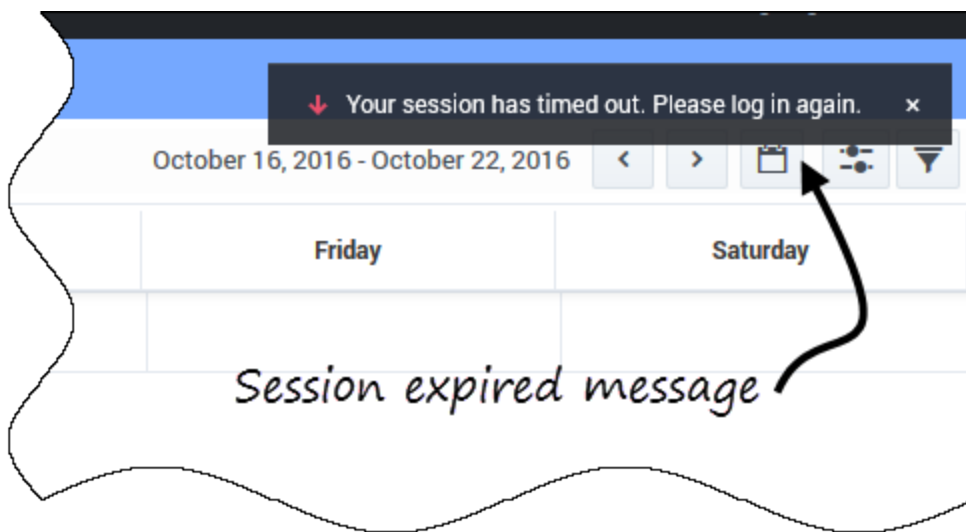 Your session has timed out. Please log in again. ×
October 16, 2016 - October 22, 2016
Friday Saturday
Session expired message